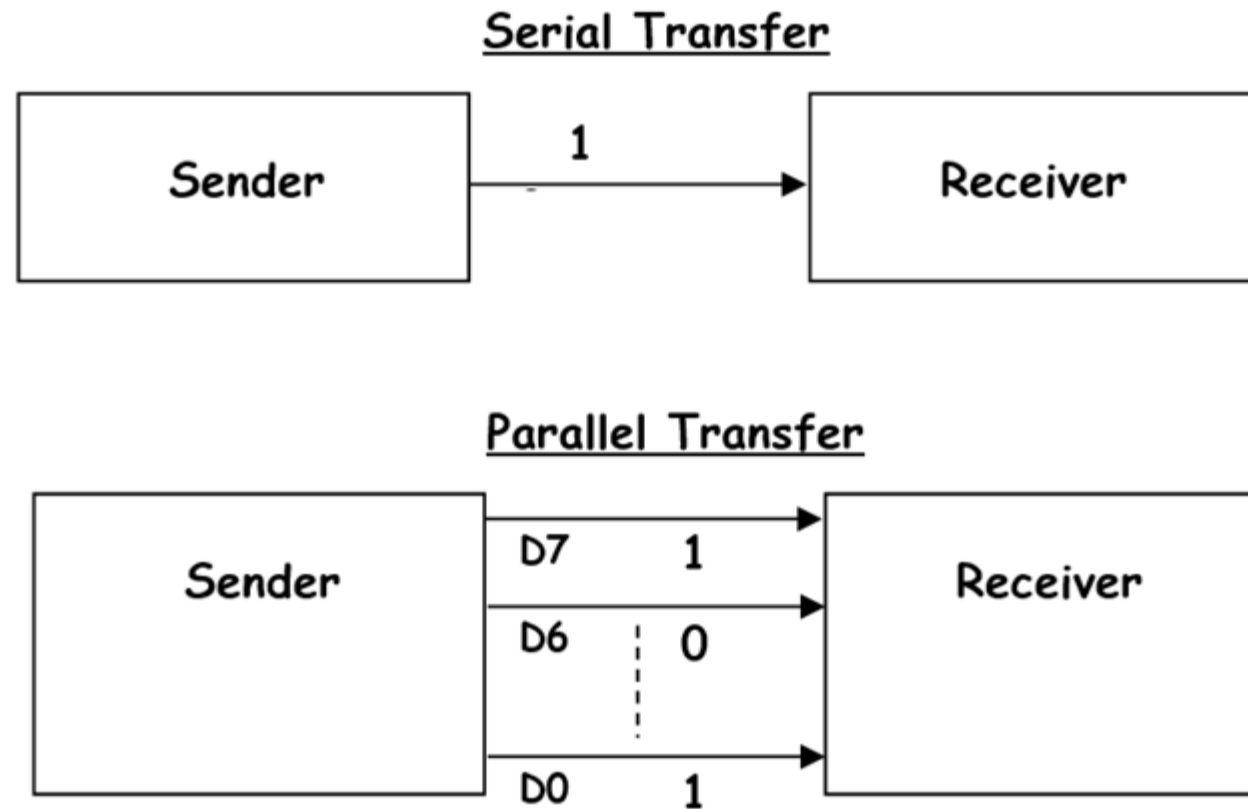 Serial Transfer
1
Sender
Receiver
Parallel Transfer
D7 1
Sender
Receiver
D6 0
D0 1